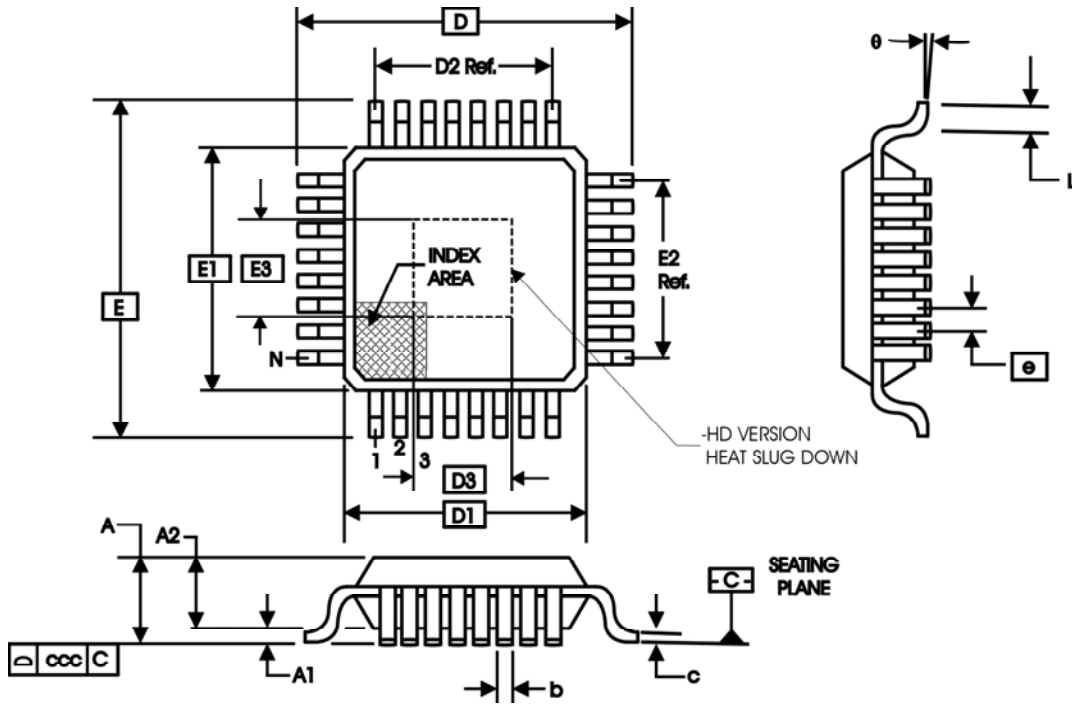 D
D2 Ref.
θ
L
E
E1
E3
INDEX
AREA
E2
Ref.
N
e
1
2
3
-HD VERSION
HEAT SLUG DOWN
D3
D1
A
A2
-C-
SEATING
PLANE
⌓ ccc C
A1
b
c